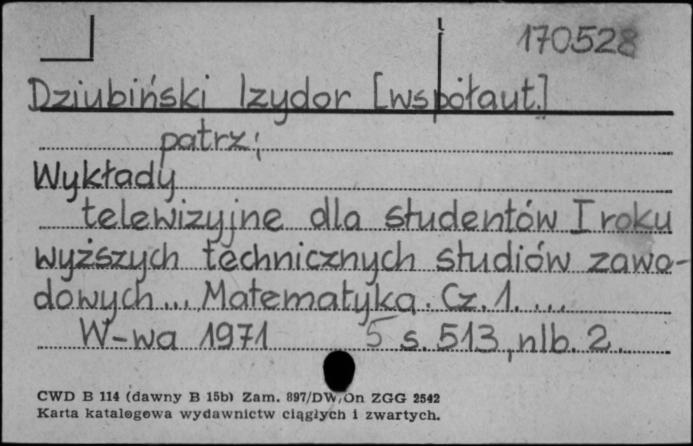 170528
Dziubiński Izydor [współaut.]
patrz:
Wykłady
telewizyjne dla studentów I roku
wyższych technicznych studiów zawo-
dowych... Matematyka. Cz. 1. ...
W-wa 1971 5 s. 513, nlb. 2.
CWD B 114 (dawny B 15b) Zam. 897/DW/On ZGG 2542
Karta katalogowa wydawnictw ciągłych i zwartych.